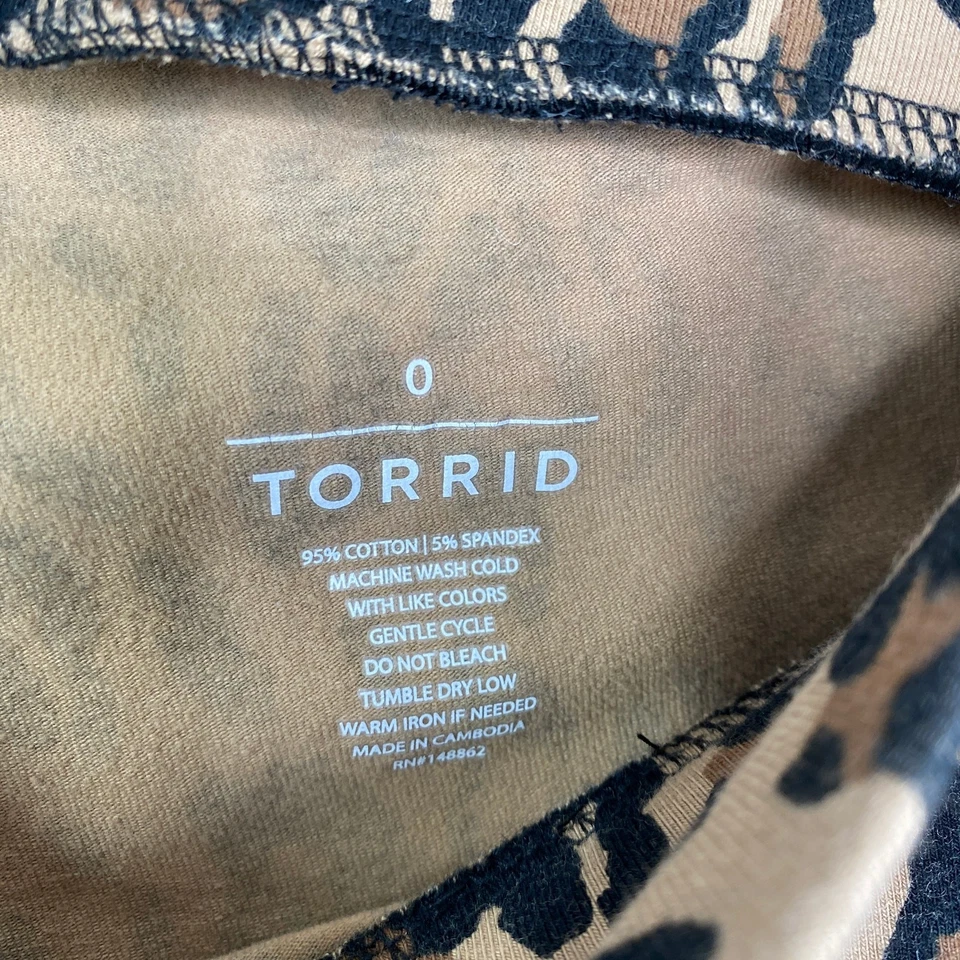 0
TORRID
95% COTTON | 5% SPANDEX
MACHINE WASH COLD
WITH LIKE COLORS
GENTLE CYCLE
DO NOT BLEACH
TUMBLE DRY LOW
WARM IRON IF NEEDED
MADE IN CAMBODIA
RN#148862